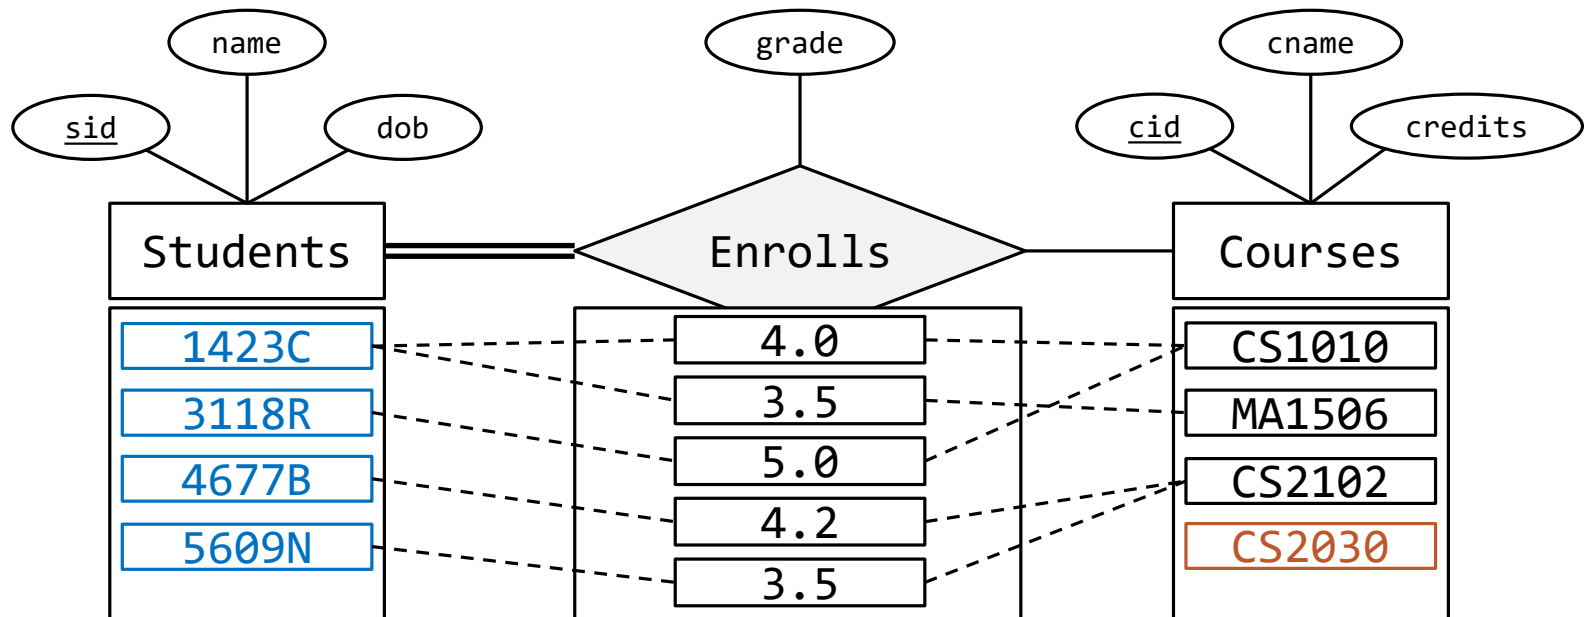 name
grade
cname
sid
dob
cid
credits
Students
Enrolls
Courses
1423C
3118R
4677B
5609N
4.0
3.5
5.0
4.2
3.5
CS1010
MA1506
CS2102
CS2030